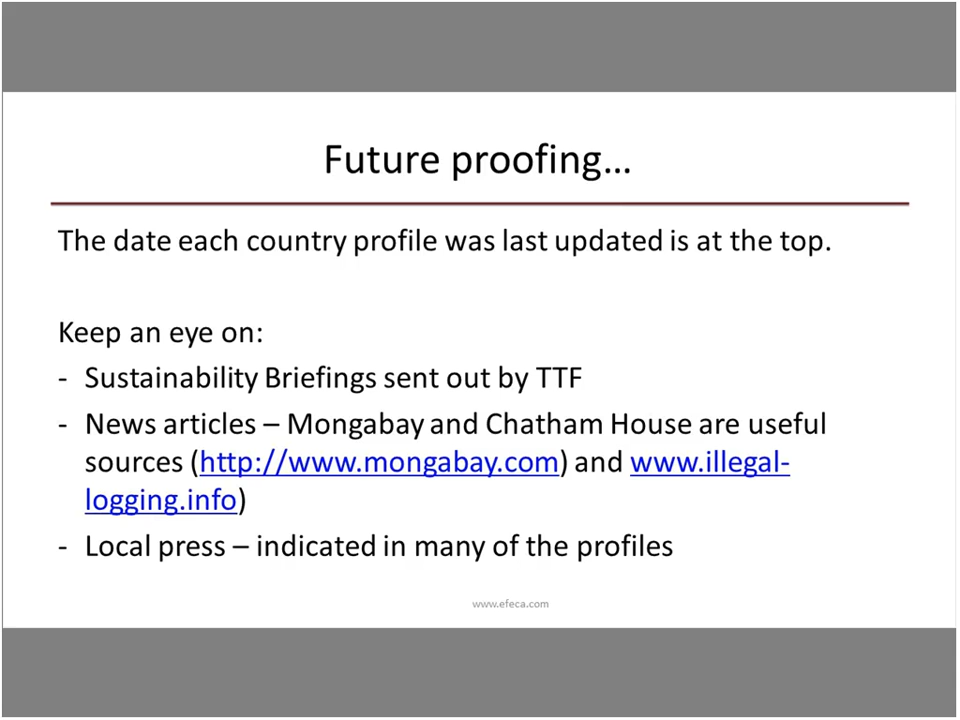 Future proofing...
The date each country profile was last updated is at the top.
Keep an eye on:
- Sustainability Briefings sent out by TTF
- News articles – Mongabay and Chatham House are useful
sources (http://www.mongabay.com) and www.illegal-
logging.info)
- Local press – indicated in many of the profiles
www.efeca.com